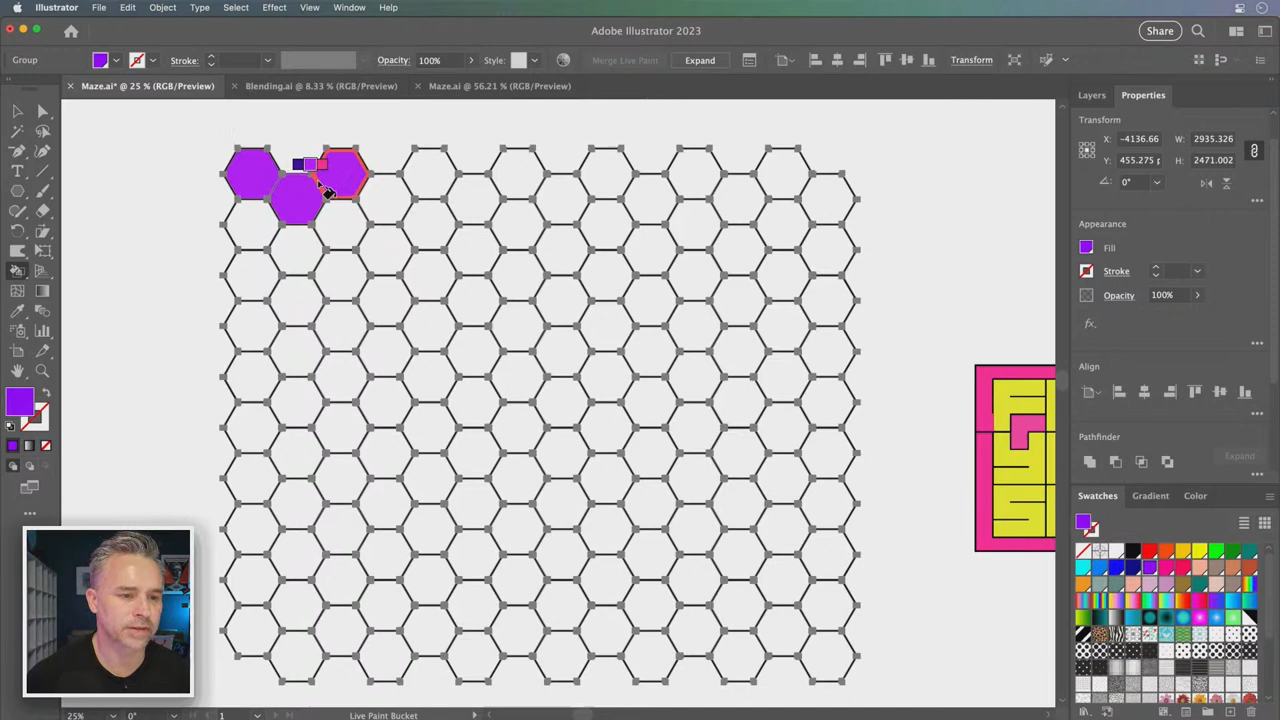 Illustrator File Edit Object Type Select Effect View Window Help
Adobe Illustrator 2023
Share
Group
Stroke:
Opacity: 100%
Style:
Merge Live Paint
Expand
Transform
Maze.ai* @ 25 % (RGB/Preview)
Blending.ai @ 8.33 % (RGB/Preview)
Maze.ai @ 56.21 % (RGB/Preview)
Layers Properties
Transform
X: -4136.66 W: 2935.326
Y: 455.275 p H: 2471.002
0°
Appearance
Fill
Stroke
Opacity 100%
fx.
Align
Pathfinder
Expand
Swatches Gradient Color
25% 0° 1 Live Paint Bucket